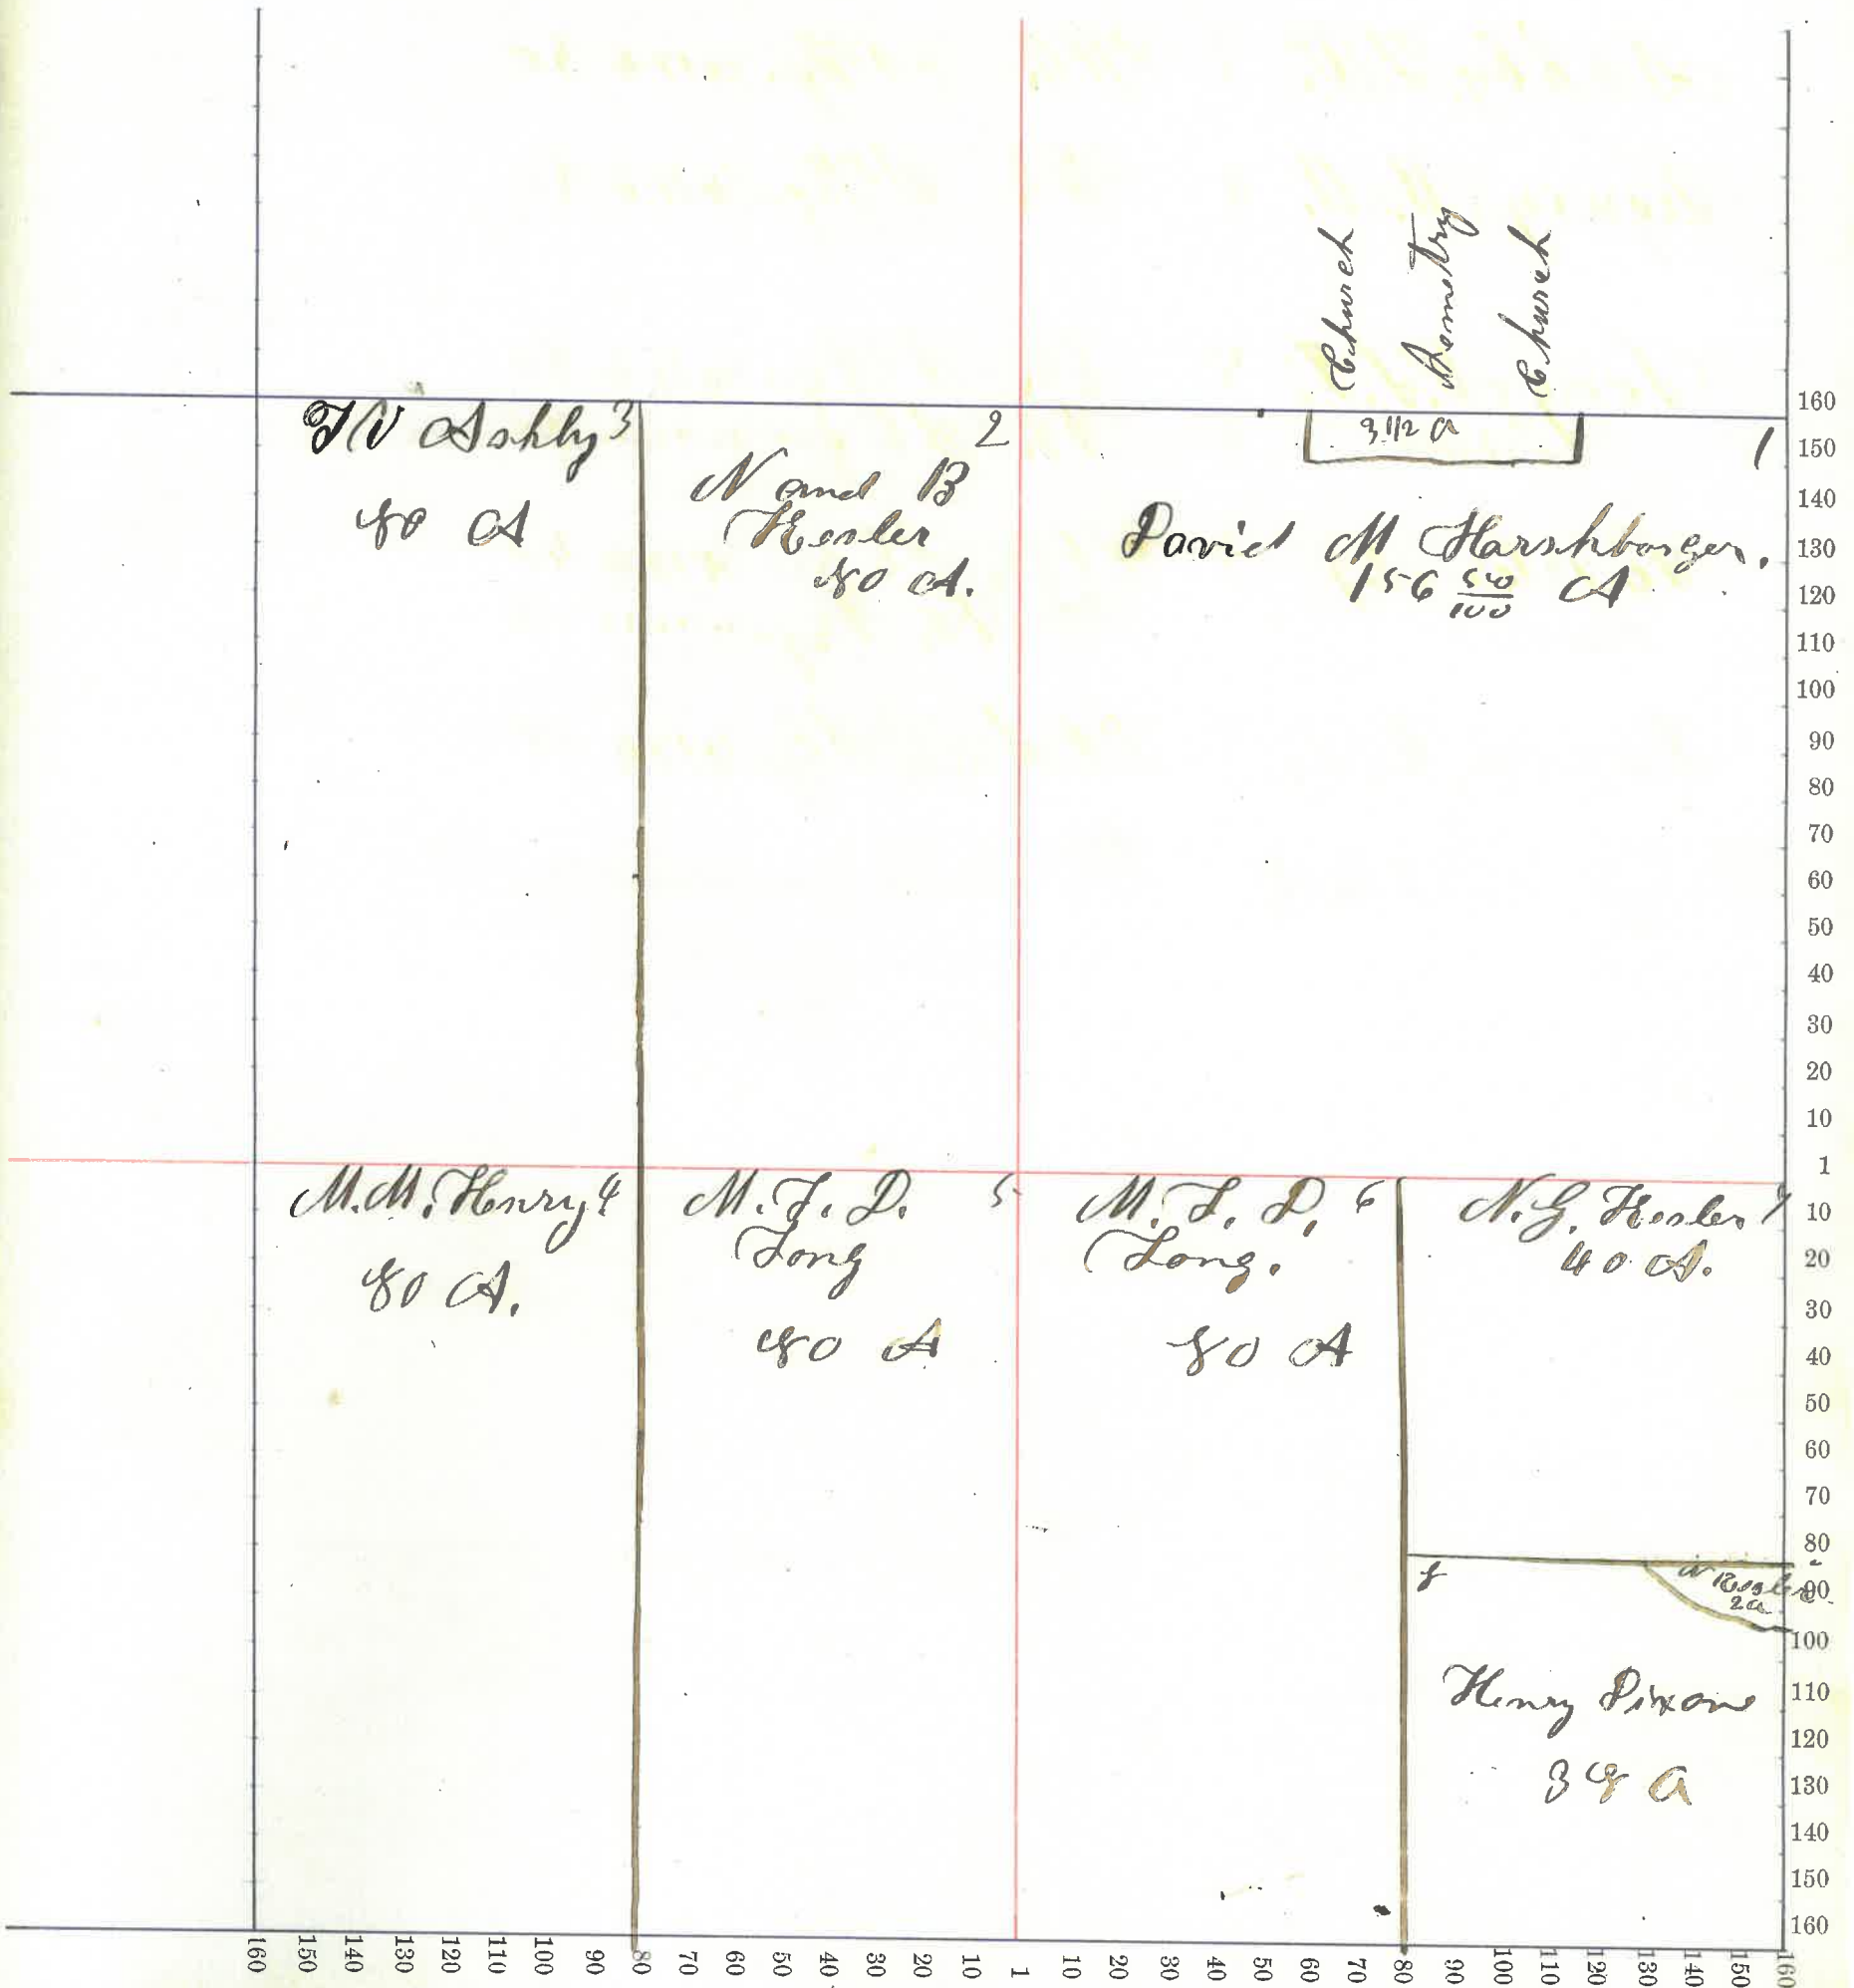 Church
Church
3 1/2 a
1
David M Harshbarger.
156 50/100 A
2
N and B
Kesler
80 A.
Ashby 3
80 A
M. M. Henry 4
80 A.
M. F. D. 5
Long
80 A
M. F. D. 6
Long.
80 A
N. G. Kesler 7
40 A.
8
N Kesler
2 a
Henry Dixon
38 a
160
150
140
130
120
110
100
90
80
70
60
50
40
30
20
10
1
10
20
30
40
50
60
70
80
90
100
110
120
130
140
150
160
160 150 140 130 120 110 100 90 80 70 60 50 40 30 20 10 1 10 20 30 40 50 60 70 80 90 100 110 120 130 140 150 160